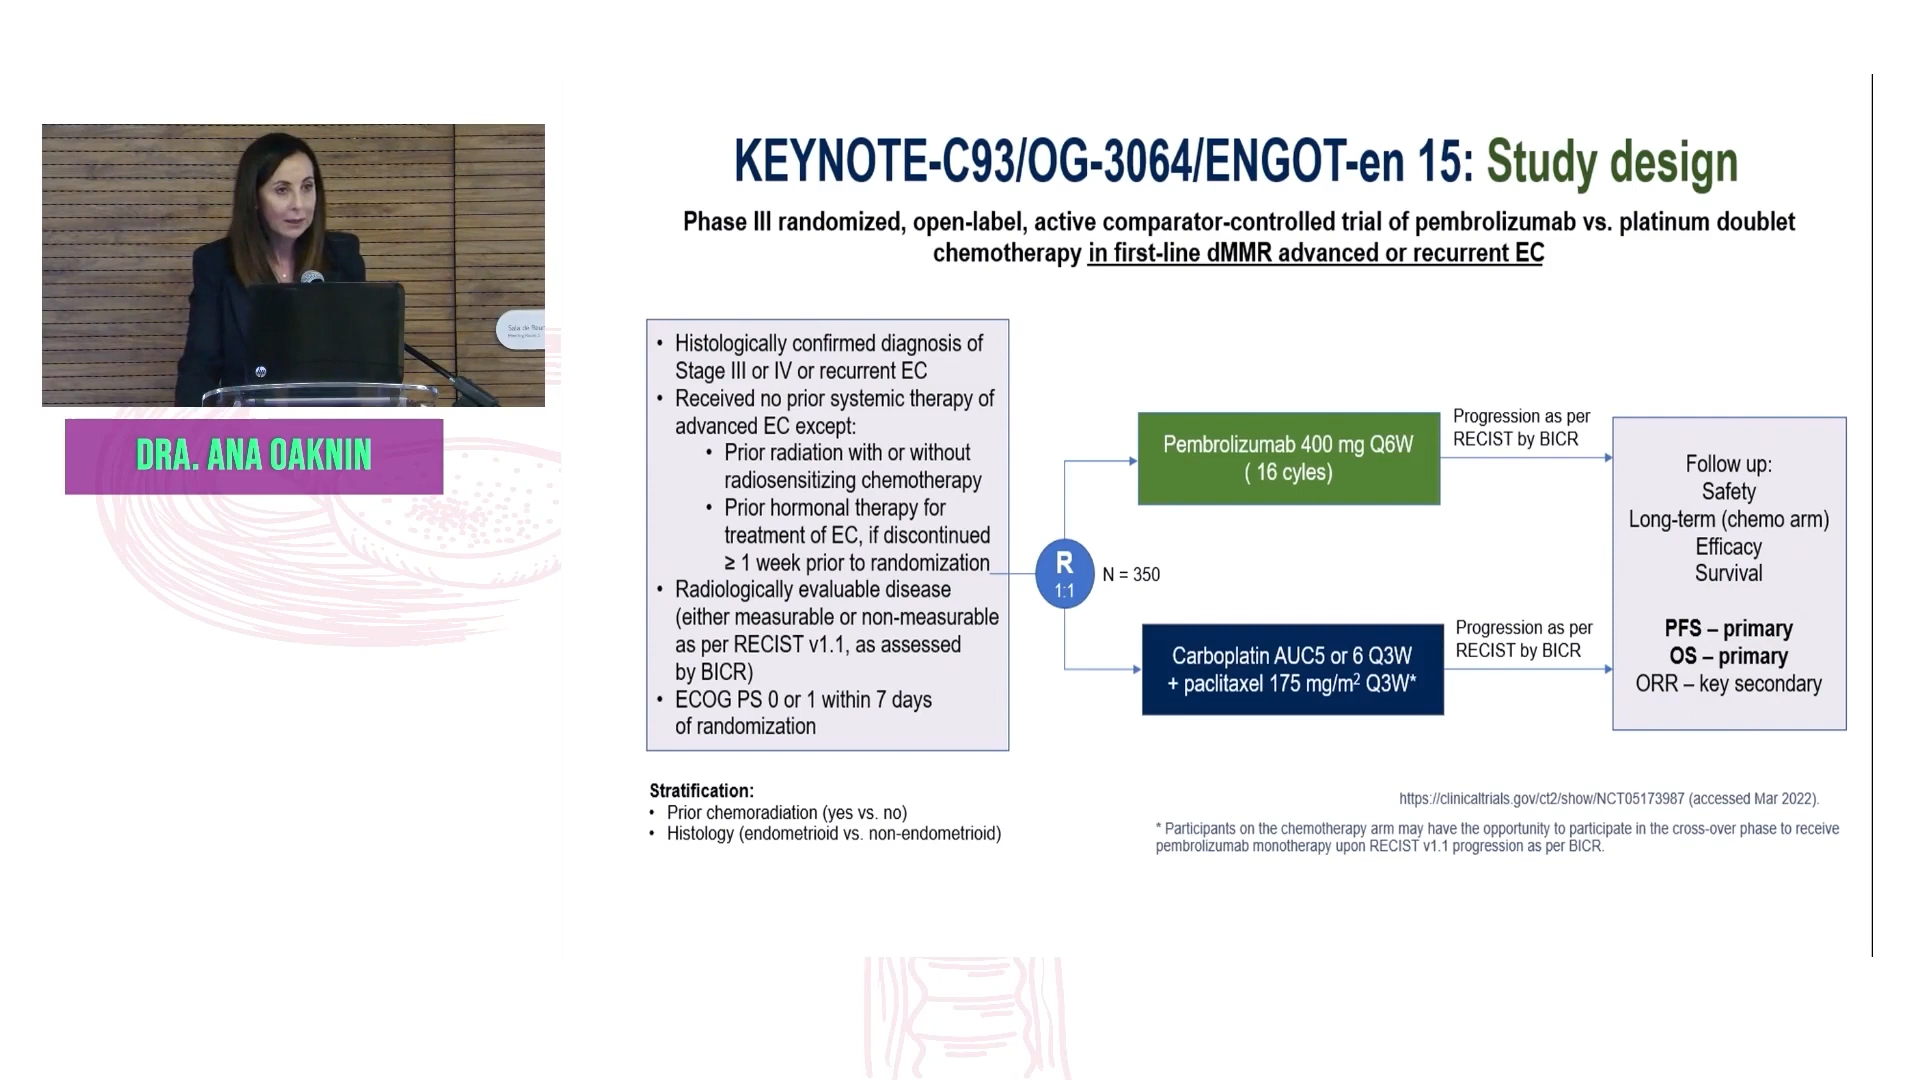 Sala de
DRA. ANA OAKNIN
KEYNOTE-C93/OG-3064/ENGOT-en 15: Study design
Phase III randomized, open-label, active comparator-controlled trial of pembrolizumab vs. platinum doublet
chemotherapy in first-line dMMR advanced or recurrent EC
• Histologically confirmed diagnosis of
Stage III or IV or recurrent EC
• Received no prior systemic therapy of
advanced EC except:
• Prior radiation with or without
radiosensitizing chemotherapy
• Prior hormonal therapy for
treatment of EC, if discontinued
≥ 1 week prior to randomization
• Radiologically evaluable disease
(either measurable or non-measurable
as per RECIST v1.1, as assessed
by BICR)
• ECOG PS 0 or 1 within 7 days
of randomization
R
1:1
N = 350
Pembrolizumab 400 mg Q6W
( 16 cyles)
Progression as per
RECIST by BICR
Carboplatin AUC5 or 6 Q3W
+ paclitaxel 175 mg/m² Q3W*
Progression as per
RECIST by BICR
Follow up:
Safety
Long-term (chemo arm)
Efficacy
Survival
PFS – primary
OS – primary
ORR – key secondary
Stratification:
• Prior chemoradiation (yes vs. no)
• Histology (endometrioid vs. non-endometrioid)
https://clinicaltrials.gov/ct2/show/NCT05173987 (accessed Mar 2022).
* Participants on the chemotherapy arm may have the opportunity to participate in the cross-over phase to receive
pembrolizumab monotherapy upon RECIST v1.1 progression as per BICR.